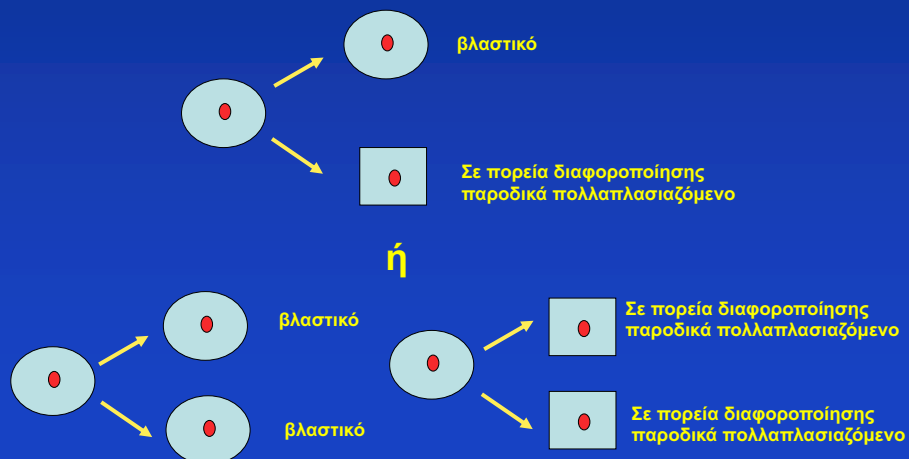 βλαστικό
Σε πορεία διαφοροποίησης
παροδικά πολλαπλασιαζόμενο
ή
βλαστικό
Σε πορεία διαφοροποίησης
παροδικά πολλαπλασιαζόμενο
βλαστικό
Σε πορεία διαφοροποίησης
παροδικά πολλαπλασιαζόμενο